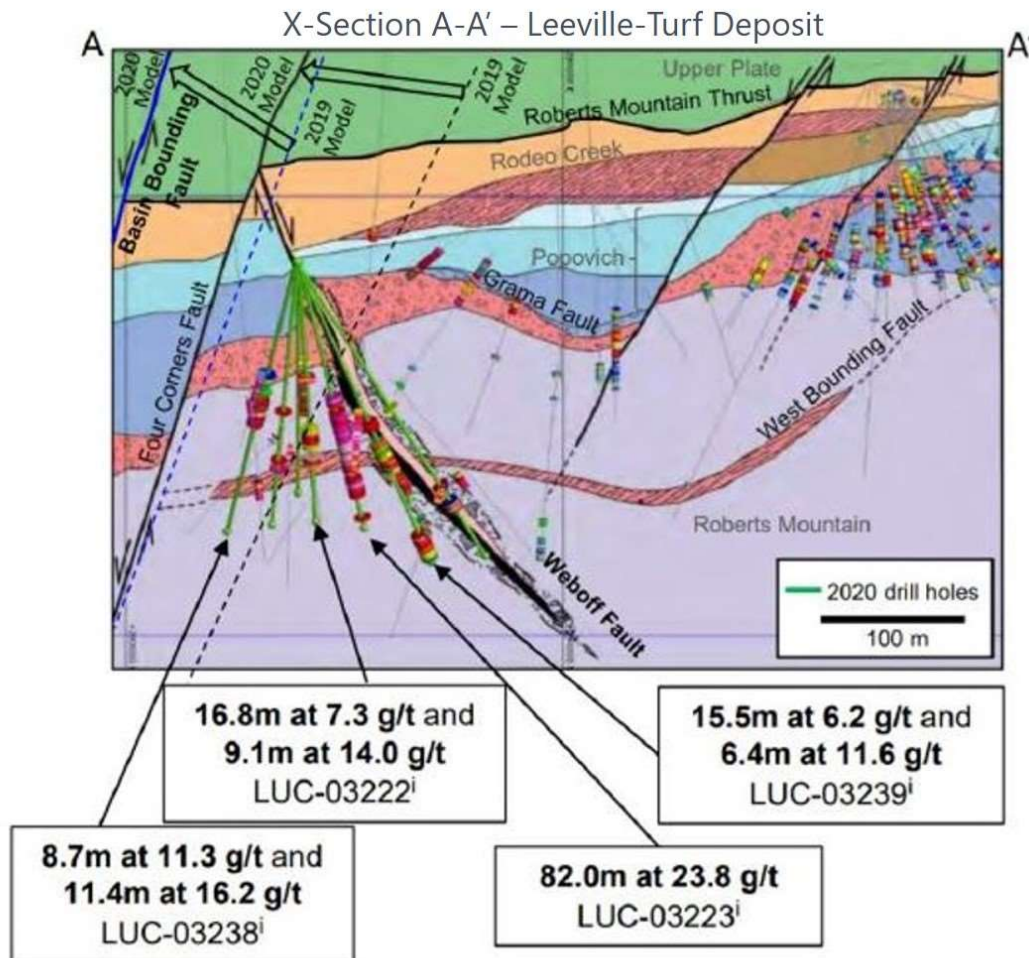 X-Section A-A' – Leeville-Turf Deposit
A
A'
2020
Model
2020
Model
2019
Model
2019
Model
Upper Plate
Roberts Mountain Thrust
Basin Bounding
Fault
Rodeo Creek
Popovich
Grama Fault
Four Corners Fault
West Bounding Fault
Roberts Mountain
Weboff Fault
2020 drill holes
100 m
16.8m at 7.3 g/t and
9.1m at 14.0 g/t
LUC-03222ⁱ
15.5m at 6.2 g/t and
6.4m at 11.6 g/t
LUC-03239ⁱ
8.7m at 11.3 g/t and
11.4m at 16.2 g/t
LUC-03238ⁱ
82.0m at 23.8 g/t
LUC-03223ⁱ